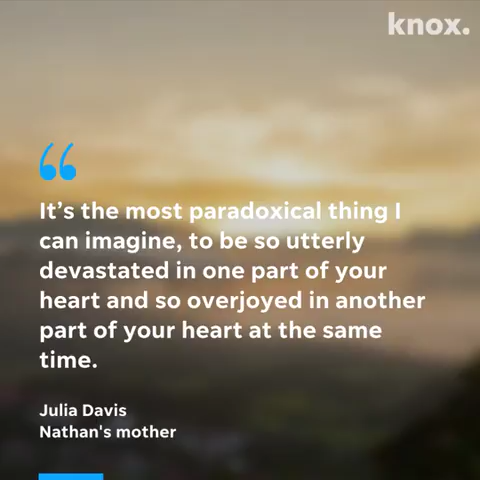 knox.
“
It’s the most paradoxical thing I
can imagine, to be so utterly
devastated in one part of your
heart and so overjoyed in another
part of your heart at the same
time.
Julia Davis
Nathan's mother